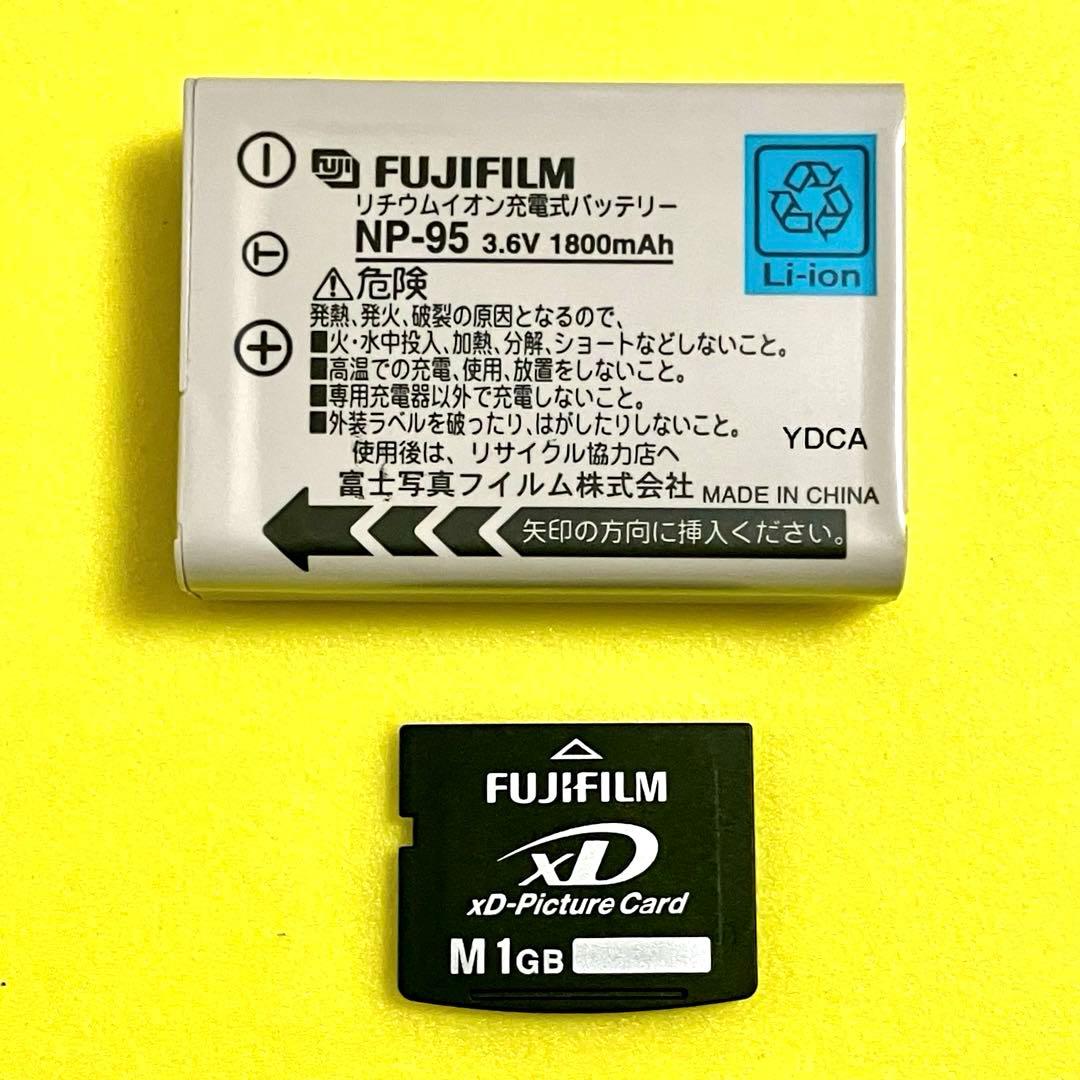 FUJI FUJIFILM
リチウムイオン充電式バッテリー
NP-95 3.6V 1800mAh
Li-ion
T
危険
発熱、発火、破裂の原因となるので、
■火・水中投入、加熱、分解、ショートなどしないこと。
■高温での充電、使用、放置をしないこと。
■専用充電器以外で充電しないこと。
■外装ラベルを破ったり、はがしたりしないこと。
YDCA
使用後は、リサイクル協力店へ
富士写真フイルム株式会社 MADE IN CHINA
矢印の方向に挿入ください。
FUJIFILM
xD
xD-Picture Card
M 1GB